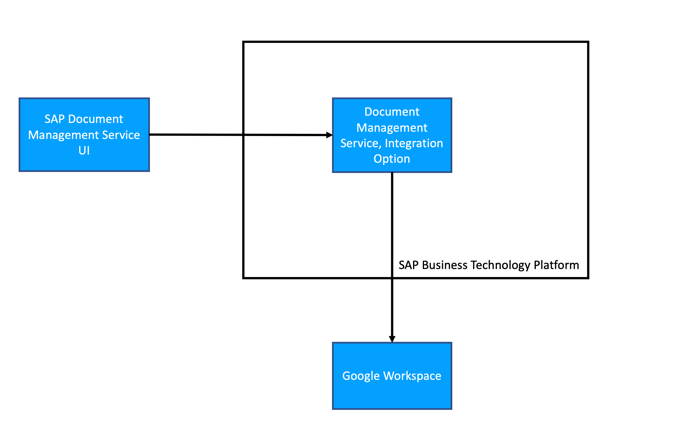 SAP Document
Management Service
UI
Document
Management
Service, Integration
Option
SAP Business Technology Platform
Google Workspace